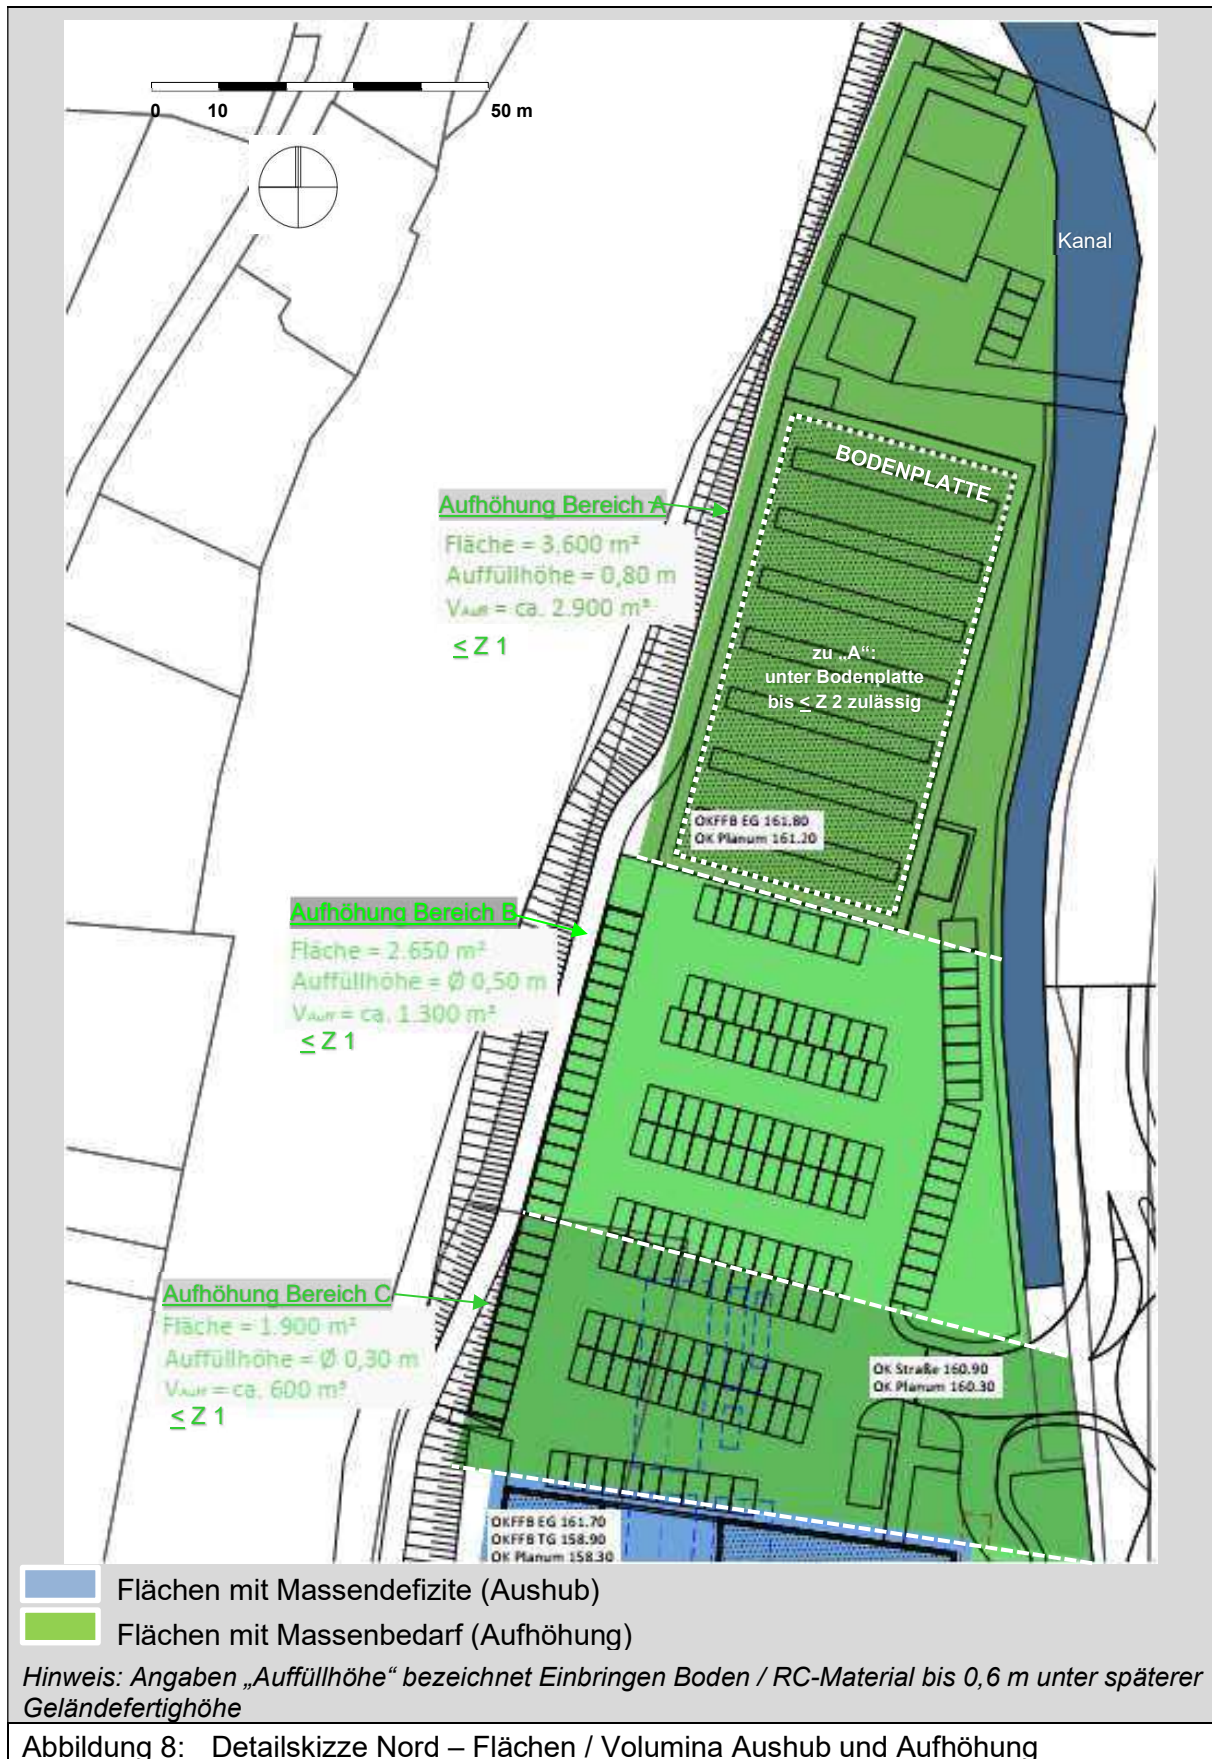 0 10 50 m
Kanal
BODENPLATTE
Aufhöhung Bereich A
Fläche = 3.600 m²
Auffüllhöhe = 0,80 m
VAuff = ca. 2.900 m³
≤ Z 1
zu „A“:
unter Bodenplatte
bis ≤ Z 2 zulässig
OKFFB EG 161.80
OK Planum 161.20
Aufhöhung Bereich B
Fläche = 2.650 m²
Auffüllhöhe = Ø 0,50 m
VAuff = ca. 1.300 m³
≤ Z 1
Aufhöhung Bereich C
Fläche = 1.900 m²
Auffüllhöhe = Ø 0,30 m
VAuff = ca. 600 m³
≤ Z 1
OK Straße 160.90
OK Planum 160.30
OKFFB EG 161.70
OKFFB TG 158.90
OK Planum 158.30
Flächen mit Massendefizite (Aushub)
Flächen mit Massenbedarf (Aufhöhung)
Hinweis: Angaben „Auffüllhöhe“ bezeichnet Einbringen Boden / RC-Material bis 0,6 m unter späterer
Geländefertighöhe
Abbildung 8: Detailskizze Nord – Flächen / Volumina Aushub und Aufhöhung